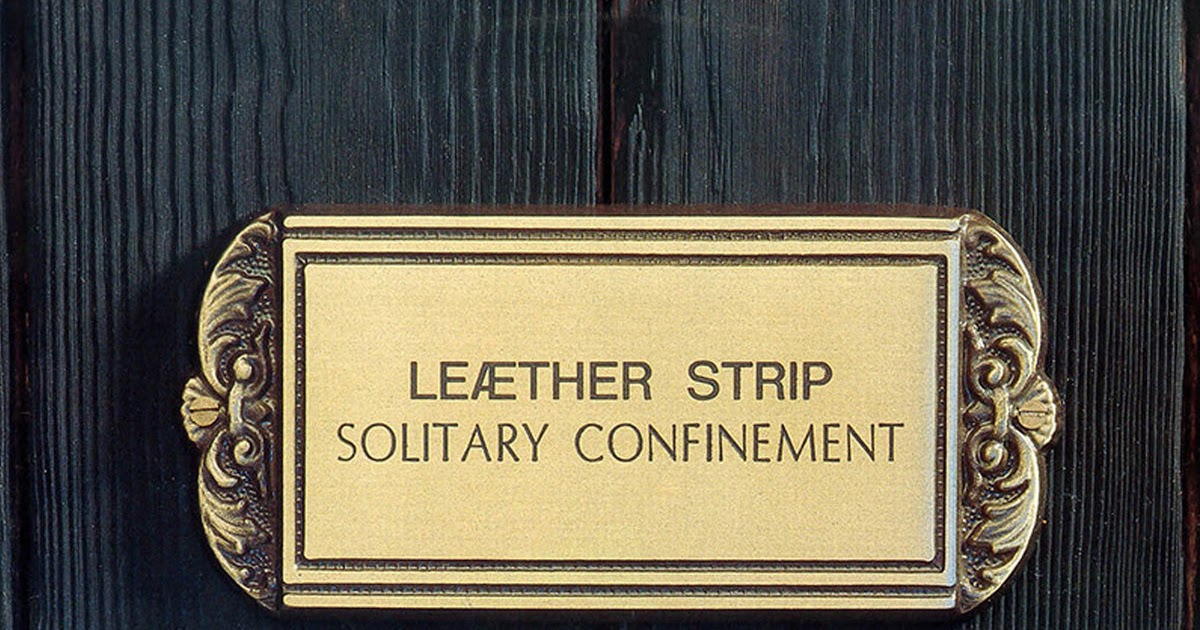 LEÆTHER STRIP
SOLITARY CONFINEMENT